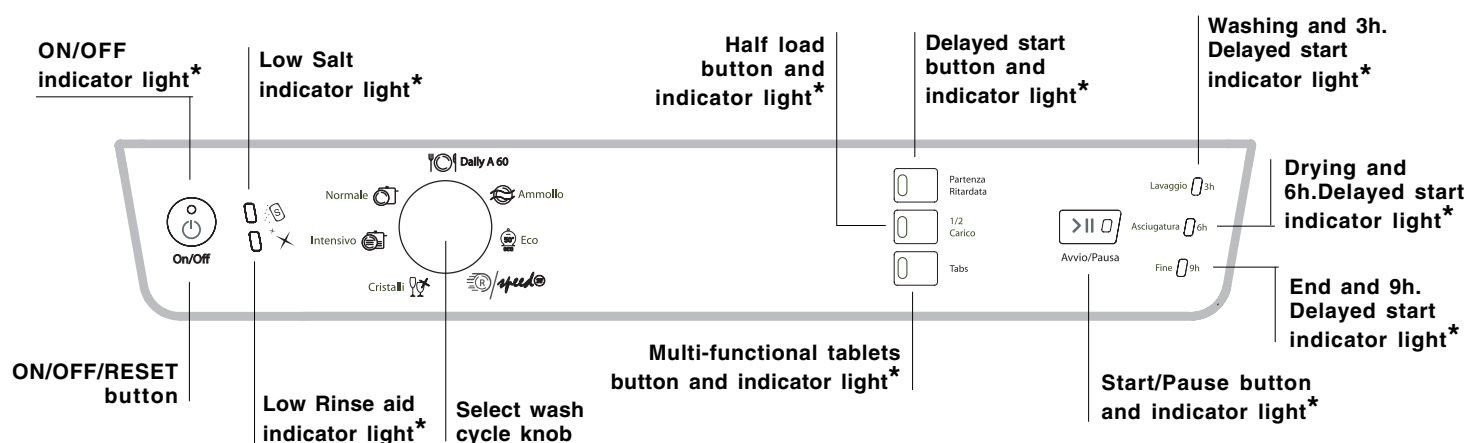 ON/OFF
indicator light*
Low Salt
indicator light*
Half load
button and
indicator light*
Delayed start
button and
indicator light*
Washing and 3h.
Delayed start
indicator light*
Daily A 60
Normale
Ammollo
Intensivo
Eco
50°
Cristalli
R
speed
On/Off
S
Partenza
Ritardata
1/2
Carico
Tabs
Avvio/Pausa
Lavaggio 3h
Asciugatura 6h
Fine 9h
Drying and
6h.Delayed start
indicator light*
End and 9h.
Delayed start
indicator light*
ON/OFF/RESET
button
Low Rinse aid
indicator light*
Select wash
cycle knob
Multi-functional tablets
button and indicator light*
Start/Pause button
and indicator light*